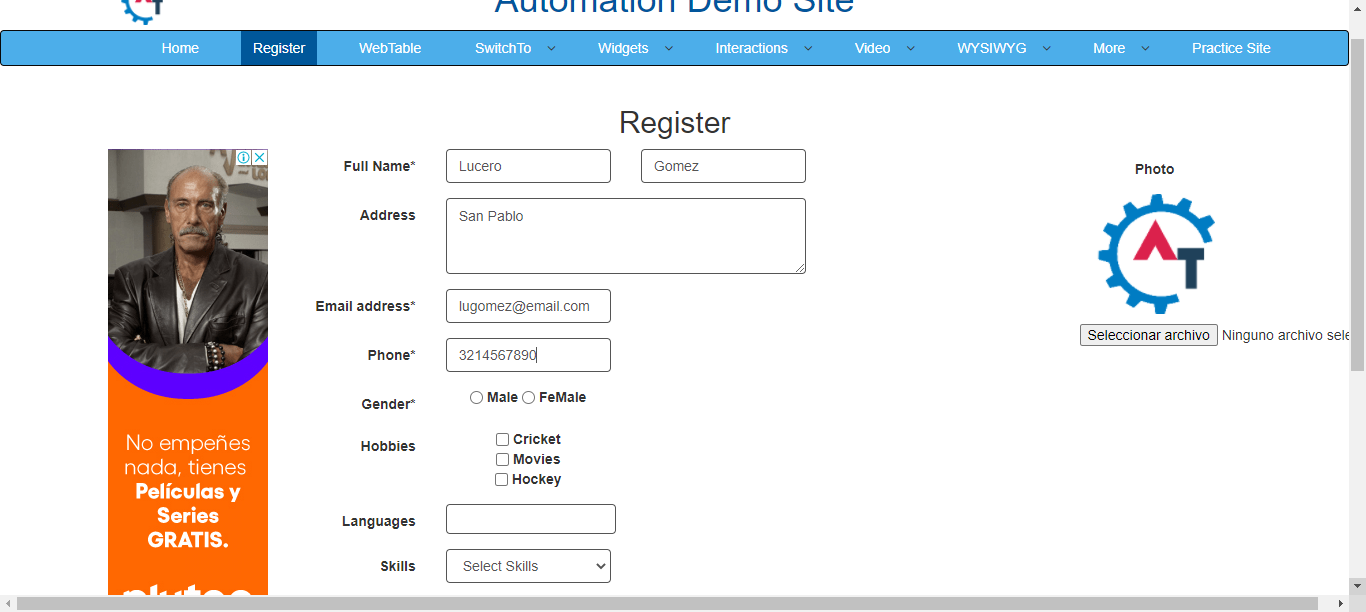 Automation Demo Site
Home Register WebTable SwitchTo Widgets Interactions Video WYSIWYG More Practice Site
Register
Full Name* Lucero Gomez
Photo
Address San Pablo
AT
Email address* lugomez@email.com
Seleccionar archivo Ninguno archivo sele
Phone* 3214567890
Gender* Male FeMale
Hobbies
Cricket
Movies
Hockey
Languages
Skills Select Skills
No empeñes
nada, tienes
Películas y
Series
GRATIS.